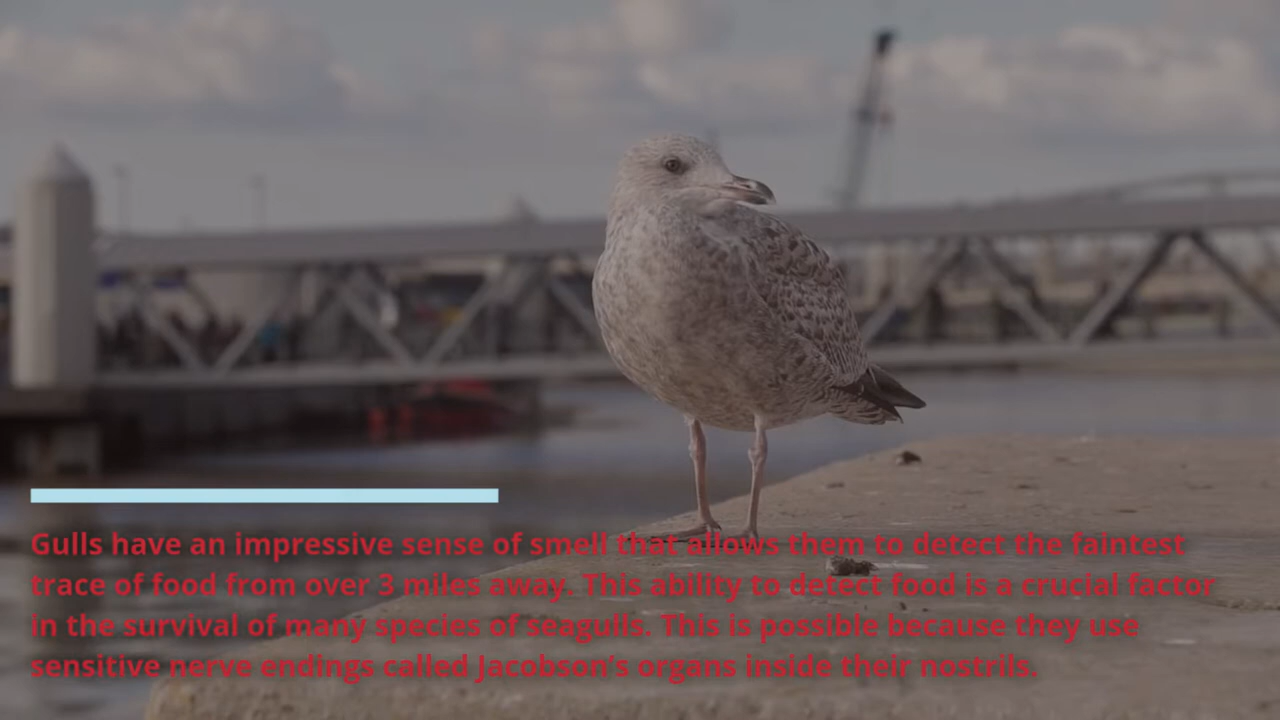 Gulls have an impressive sense of smell that allows them to detect the faintest
trace of food from over 3 miles away. This ability to detect food is a crucial factor
in the survival of many species of seagulls. This is possible because they use
sensitive nerve endings called Jacobson's organs inside their nostrils.